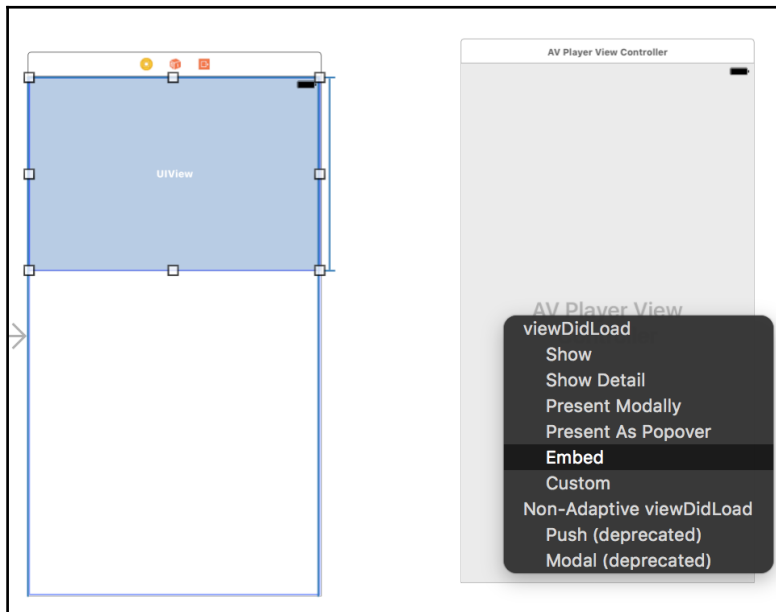 UIView
AV Player View Controller
AV Player View
viewDidLoad
Show
Show Detail
Present Modally
Present As Popover
Embed
Custom
Non-Adaptive viewDidLoad
Push (deprecated)
Modal (deprecated)